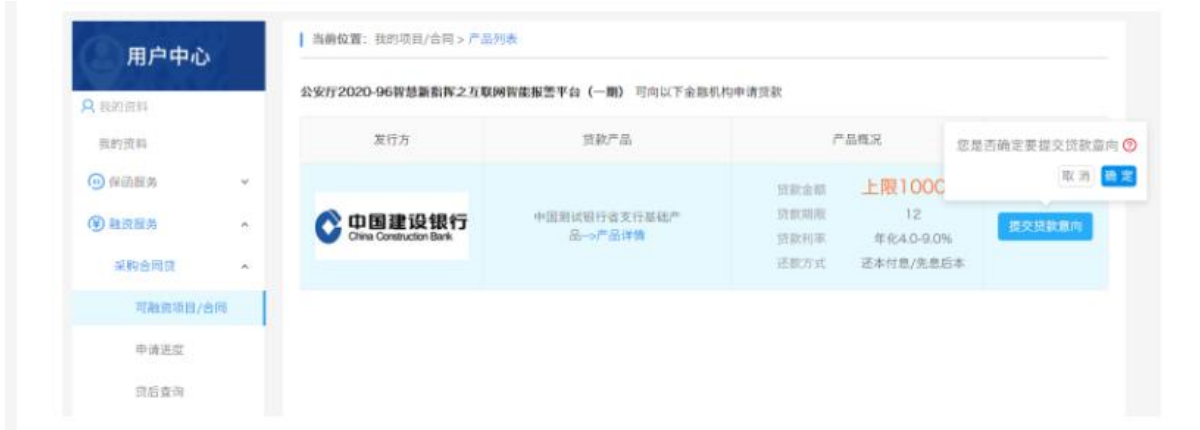 用户中心
当前位置：我的项目/合同 > 产品列表
公安厅2020-96智慧新指挥之互联网智能报警平台（一期） 可向以下金融机构申请贷款
我的资料
我的资料
保函服务
融资服务
采购合同贷
可融资项目/合同
申请进度
贷后查询
发行方
贷款产品
产品概况
中国建设银行
China Construction Bank
中国测试银行省支行基础产
品-->产品详情
贷款金额 上限1000
贷款期限 12
贷款利率 年化4.0-9.0%
还款方式 还本付息/先息后本
您是否确定要提交贷款意向
取消 确定
提交贷款意向